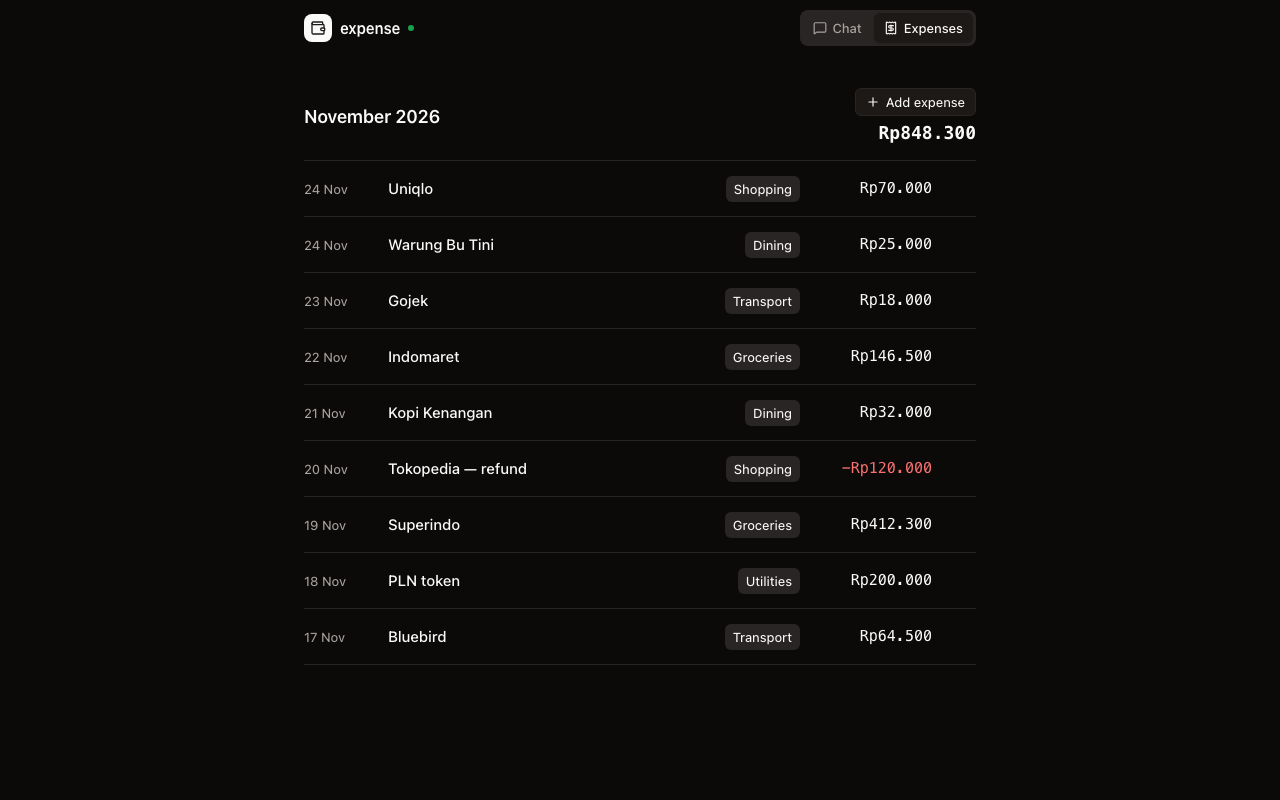 expense
Chat
Expenses
November 2026
Add expense
Rp848.300
24 Nov Uniqlo Shopping Rp70.000
24 Nov Warung Bu Tini Dining Rp25.000
23 Nov Gojek Transport Rp18.000
22 Nov Indomaret Groceries Rp146.500
21 Nov Kopi Kenangan Dining Rp32.000
20 Nov Tokopedia — refund Shopping −Rp120.000
19 Nov Superindo Groceries Rp412.300
18 Nov PLN token Utilities Rp200.000
17 Nov Bluebird Transport Rp64.500